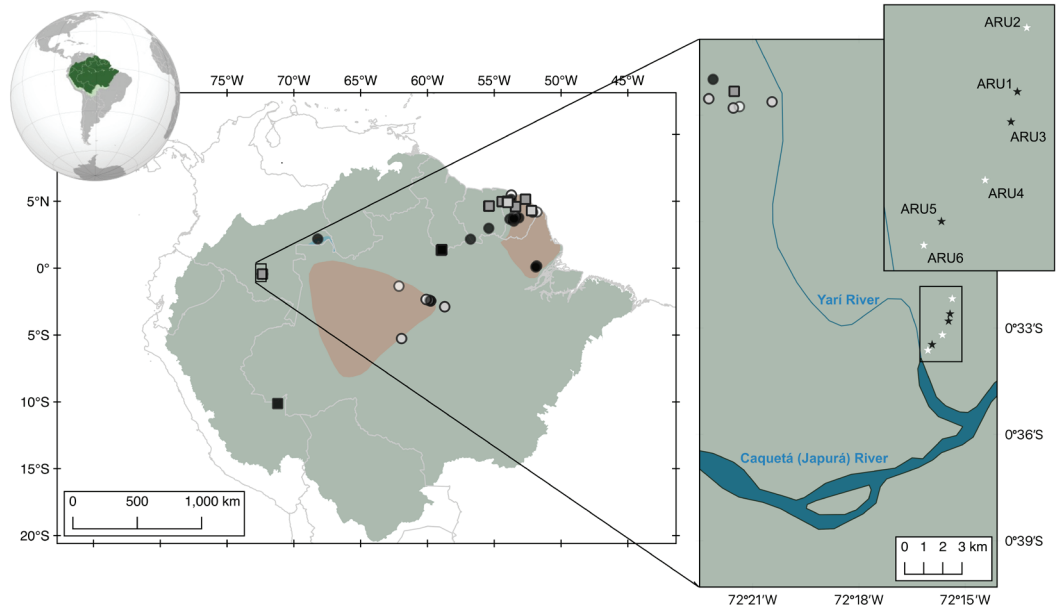 75°W 70°W 65°W 60°W 55°W 50°W 45°W
5°N
0°
5°S
10°S
15°S
20°S
0 500 1,000 km
ARU2
ARU1
ARU3
ARU4
ARU5
ARU6
Yarí River
Caquetá (Japurá) River
0°33'S
0°36'S
0°39'S
0 1 2 3 km
72°21'W 72°18'W 72°15'W